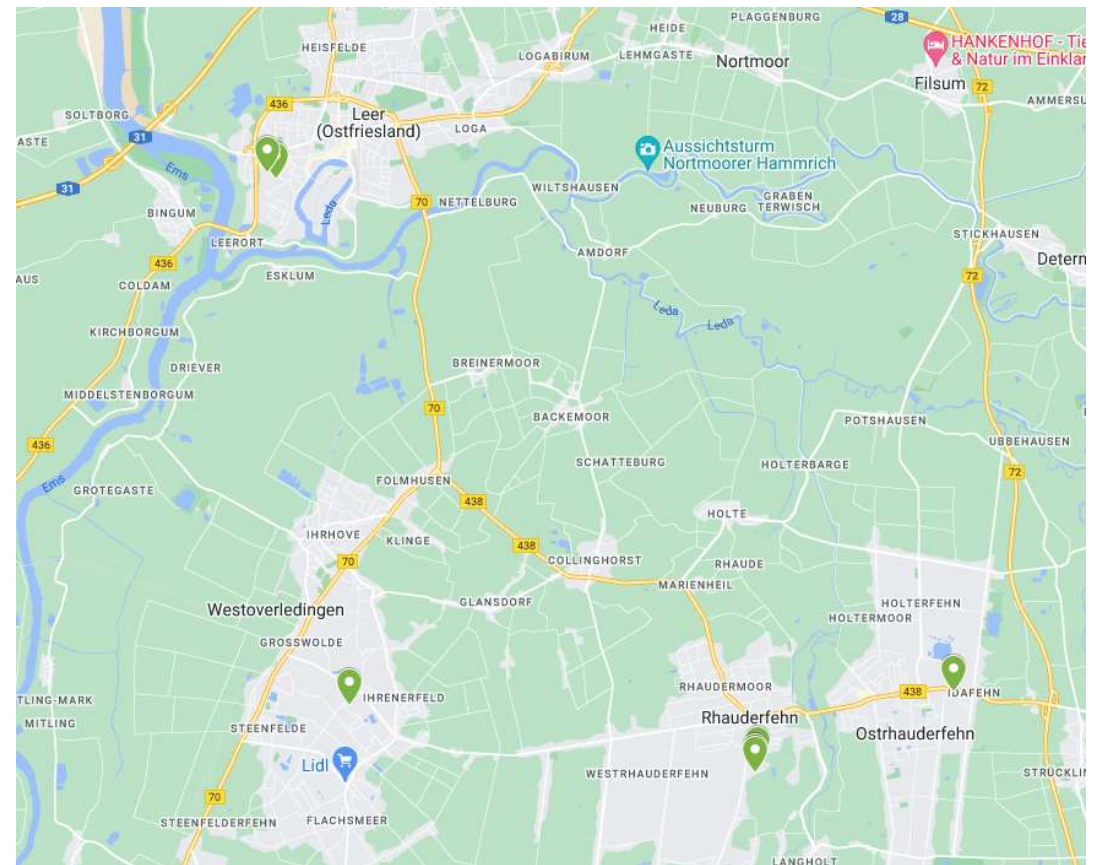 PLAGGENBURG
28
HEIDE
HEISFELDE
LOGABIRUM
LEHMGASTE
Nortmoor
HANKENHOF - Tie
& Natur im Einklar
Filsum
72
AMMERSU
436
SOLTBORG
Leer
(Ostfriesland)
LOGA
31
ASTE
Aussichtsturm
Nortmoorer Hammrich
Ems
31
WILTSHAUSEN
BINGUM
Leda
70
NETTELBURG
NEUBURG
GRABEN
TERWISCH
STICKHAUSEN
LEERORT
AMDORF
Determ
436
ESKLUM
72
AUS
COLDAM
Leda
Leda
KIRCHBORGUM
DRIEVER
BREINERMOOR
MIDDELSTENBORGUM
70
BACKEMOOR
POTSHAUSEN
436
UBBEHAUSEN
SCHATTEBURG
HOLTERBARGE
72
Ems
GROTEGASTE
FOLMHUSEN
438
HOLTE
IHRHOVE
KLINGE
438
70
COLLINGHORST
RHAUDE
MARIENHEIL
Westoverledingen
GLANSDORF
HOLTERFEHN
HOLTERMOOR
GROSSWOLDE
RHAUDERMOOR
438
IDAFEHN
TLING-MARK
IHRENERFELD
MITLING
STEENFELDE
Rhauderfehn
Ostrhauderfehn
Lidl
WESTRHAUDERFEHN
STRÜCKLIN
70
STEENFELDERFEHN
FLACHSMEER
LANGHOLT